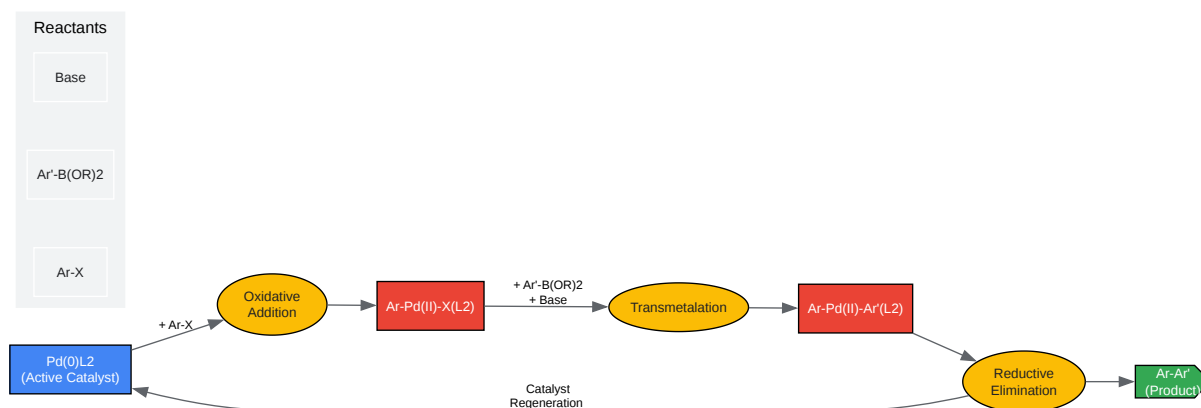 Reactants
Base
Ar'-B(OR)2
Ar-X
Oxidative
Addition
Ar-Pd(II)-X(L2)
+ Ar'-B(OR)2
+ Base
Transmetalation
Ar-Pd(II)-Ar'(L2)
+ Ar-X
Pd(0)L2
(Active Catalyst)
Reductive
Elimination
Ar-Ar'
(Product)
Catalyst
Regeneration